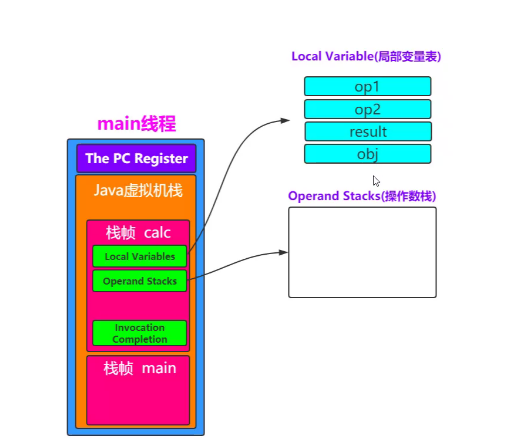 Local Variable(局部变量表)
op1
op2
result
obj
main线程
The PC Register
Java虚拟机栈
栈帧 calc
Local Variables
Operand Stacks
Invocation
Completion
栈帧 main
Operand Stacks(操作数栈)